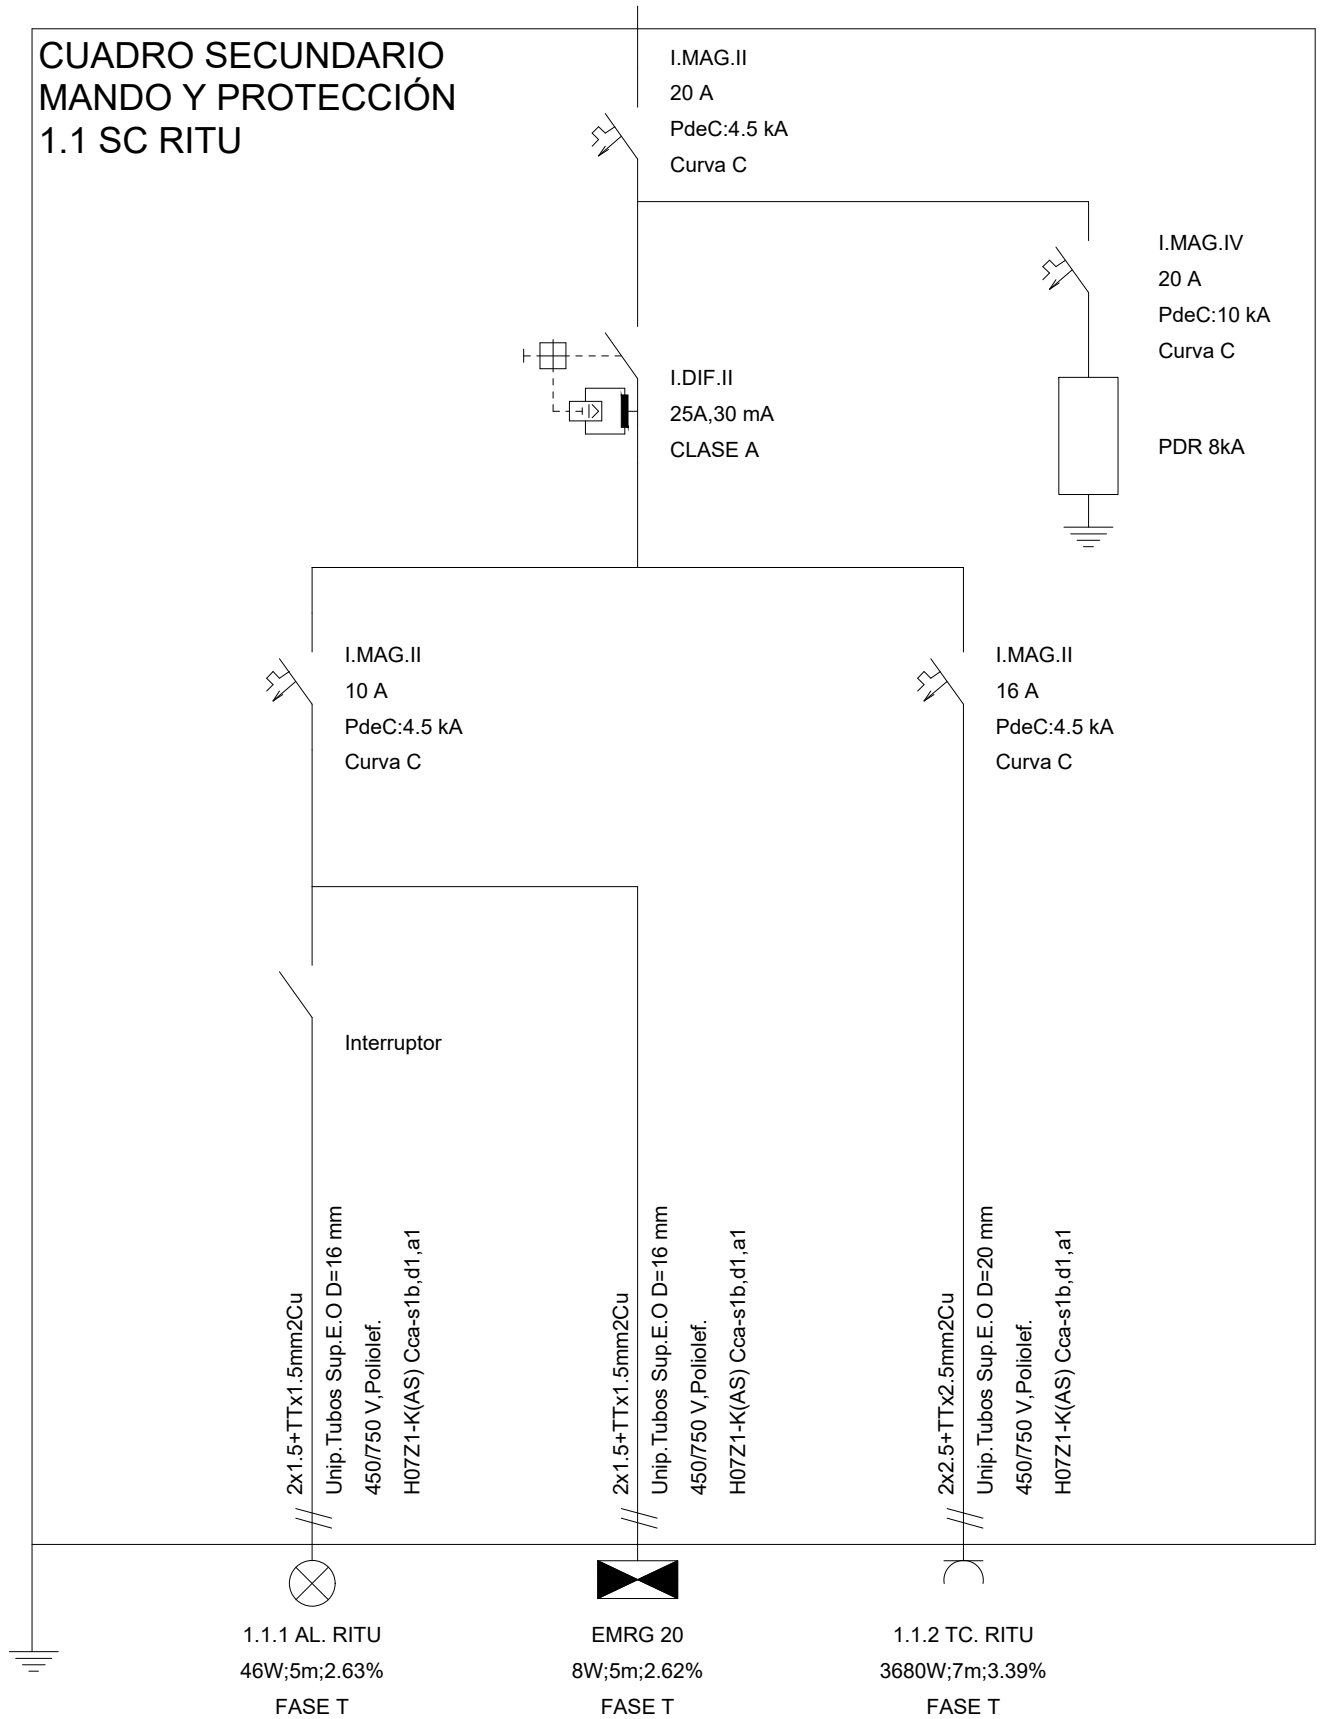 CUADRO SECUNDARIO
MANDO Y PROTECCIÓN
1.1 SC RITU
I.MAG.II
20 A
PdeC:4.5 kA
Curva C
I.MAG.IV
20 A
PdeC:10 kA
Curva C
I.DIF.II
25A,30 mA
CLASE A
PDR 8kA
I.MAG.II
10 A
PdeC:4.5 kA
Curva C
I.MAG.II
16 A
PdeC:4.5 kA
Curva C
Interruptor
2x1.5+TTx1.5mm2Cu
Unip.Tubos Sup.E.O D=16 mm
450/750 V,Poliolef.
H07Z1-K(AS) Cca-s1b,d1,a1
2x1.5+TTx1.5mm2Cu
Unip.Tubos Sup.E.O D=16 mm
450/750 V,Poliolef.
H07Z1-K(AS) Cca-s1b,d1,a1
2x2.5+TTx2.5mm2Cu
Unip.Tubos Sup.E.O D=20 mm
450/750 V,Poliolef.
H07Z1-K(AS) Cca-s1b,d1,a1
1.1.1 AL. RITU
46W;5m;2.63%
FASE T
EMRG 20
8W;5m;2.62%
FASE T
1.1.2 TC. RITU
3680W;7m;3.39%
FASE T